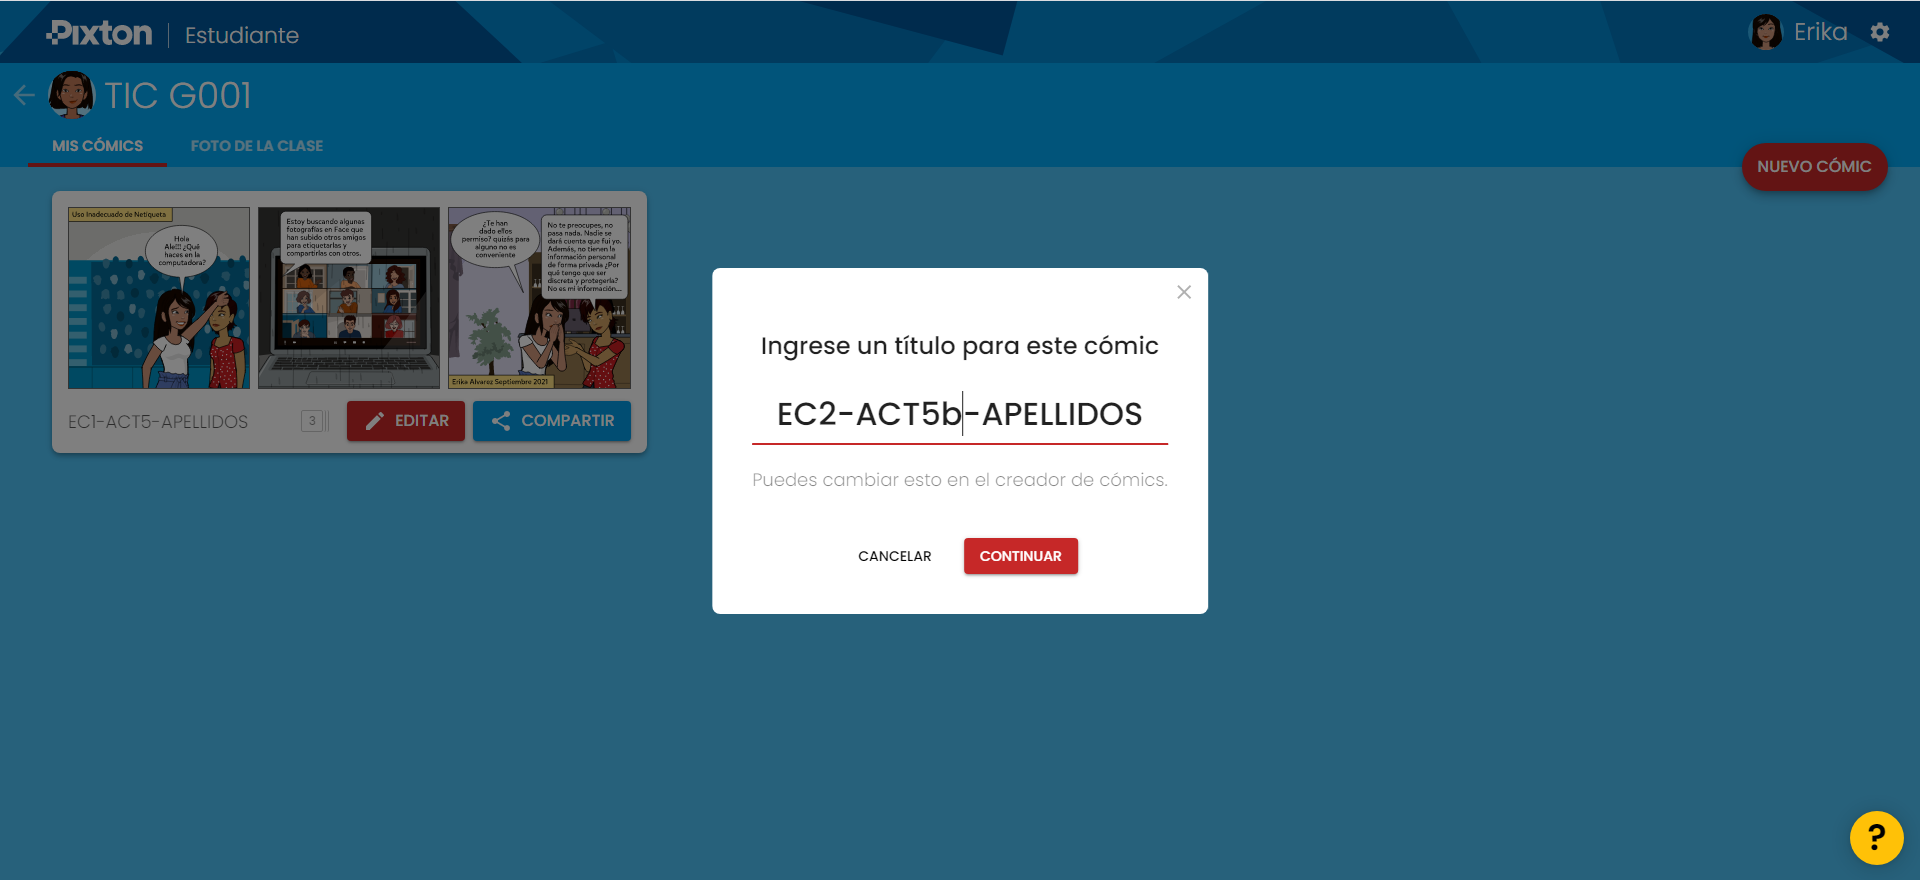 Pixton
Estudiante
Erika
TIC G001
MIS CÓMICS
FOTO DE LA CLASE
NUEVO CÓMIC
Uso Inadecuado de Netiqueta
Hola
¿Qué
haces en la
computadora?
Estoy buscando algunas
fotografías en Face que
han subido otros amigos
para etiquetarlas y
compartirlas con otros.
¿Te han
dado ellos
permiso? quizás para
alguno no es
conveniente
No te preocupes, no
pasa nada. Nadie se
dará cuenta que fui yo.
Además, no tienen la
información personal
de forma privada ¿Por
qué tengo que ser
discreta y protegerla?
No es mi información...
Erika Alvarez Septiembre 2021
EC1-ACT5-APELLIDOS
3
EDITAR
COMPARTIR
Ingrese un título para este cómic
EC2-ACT5b-APELLIDOS
Puedes cambiar esto en el creador de cómics.
CANCELAR
CONTINUAR
?